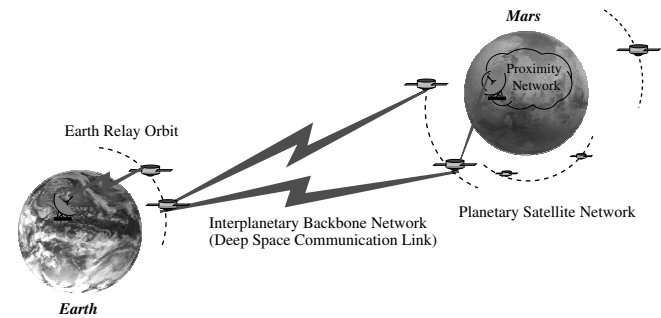 Mars
Proximity
Network
Earth Relay Orbit
Interplanetary Backbone Network
(Deep Space Communication Link)
Planetary Satellite Network
Earth